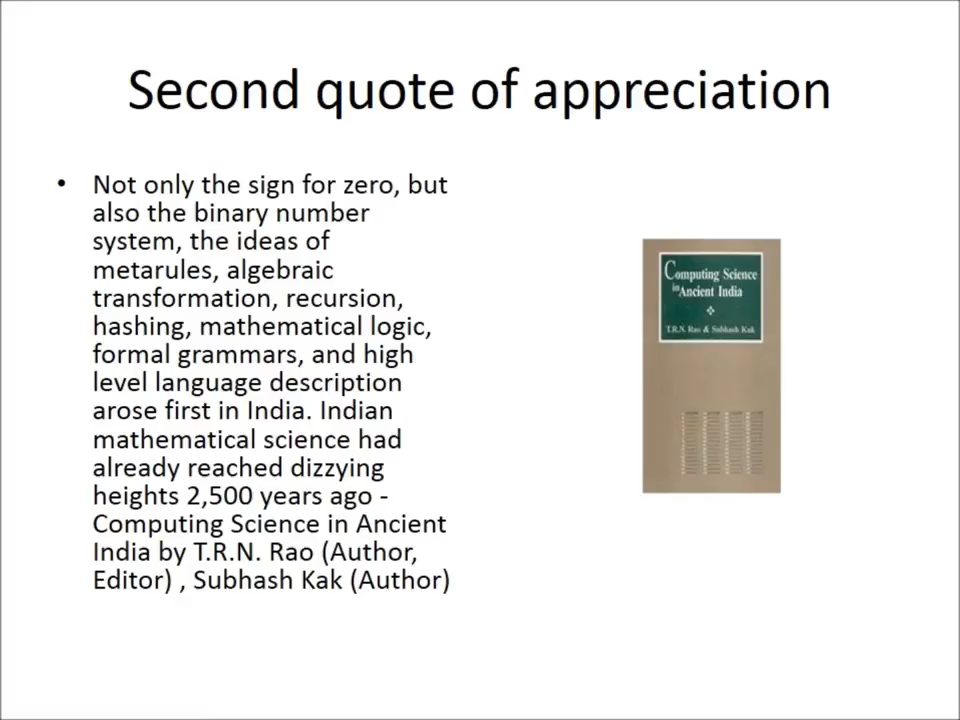 Second quote of appreciation
• Not only the sign for zero, but
also the binary number
system, the ideas of
metarules, algebraic
transformation, recursion,
hashing, mathematical logic,
formal grammars, and high
level language description
arose first in India. Indian
mathematical science had
already reached dizzying
heights 2,500 years ago -
Computing Science in Ancient
India by T.R.N. Rao (Author,
Editor) , Subhash Kak (Author)
Computing Science
in Ancient India
T.R.N. Rao & Subhash Kak